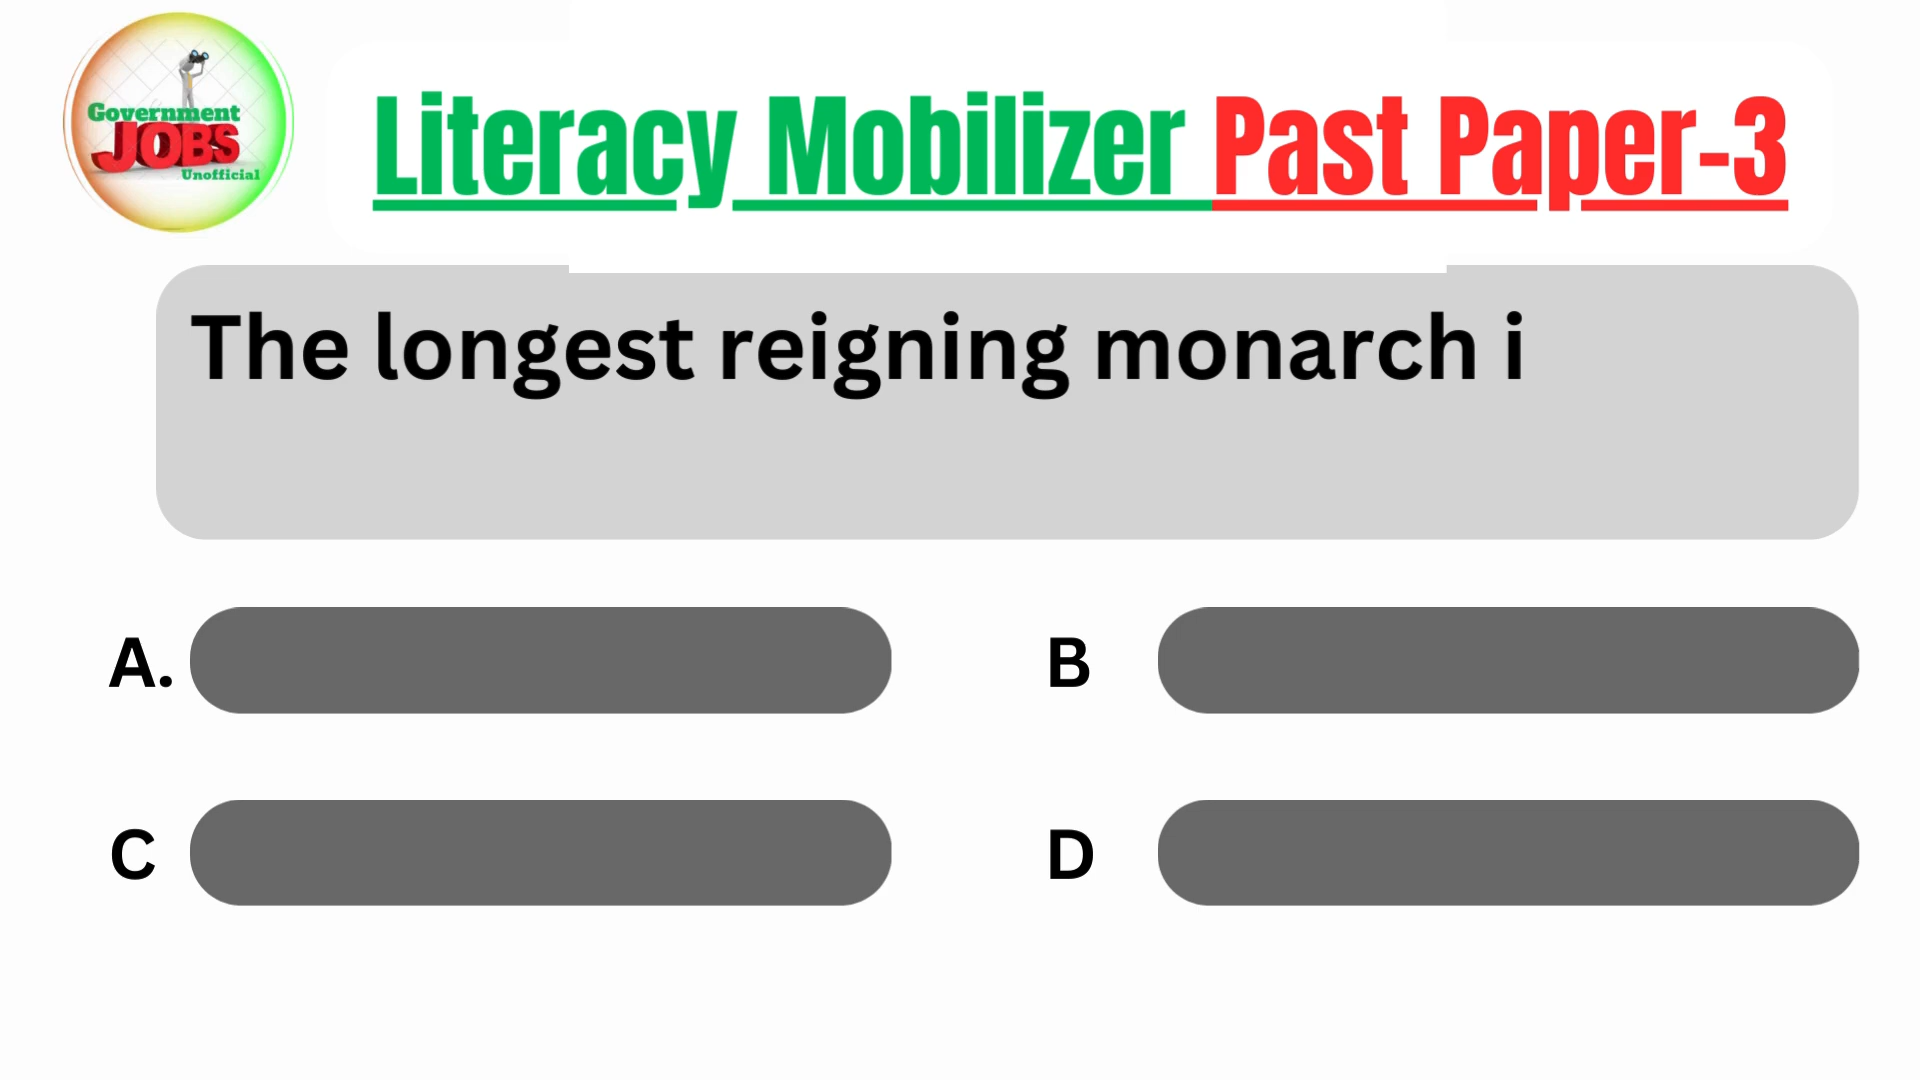 Government
JOBS
Unofficial
Literacy Mobilizer Past Paper-3
The longest reigning monarch i
A.
B
C
D